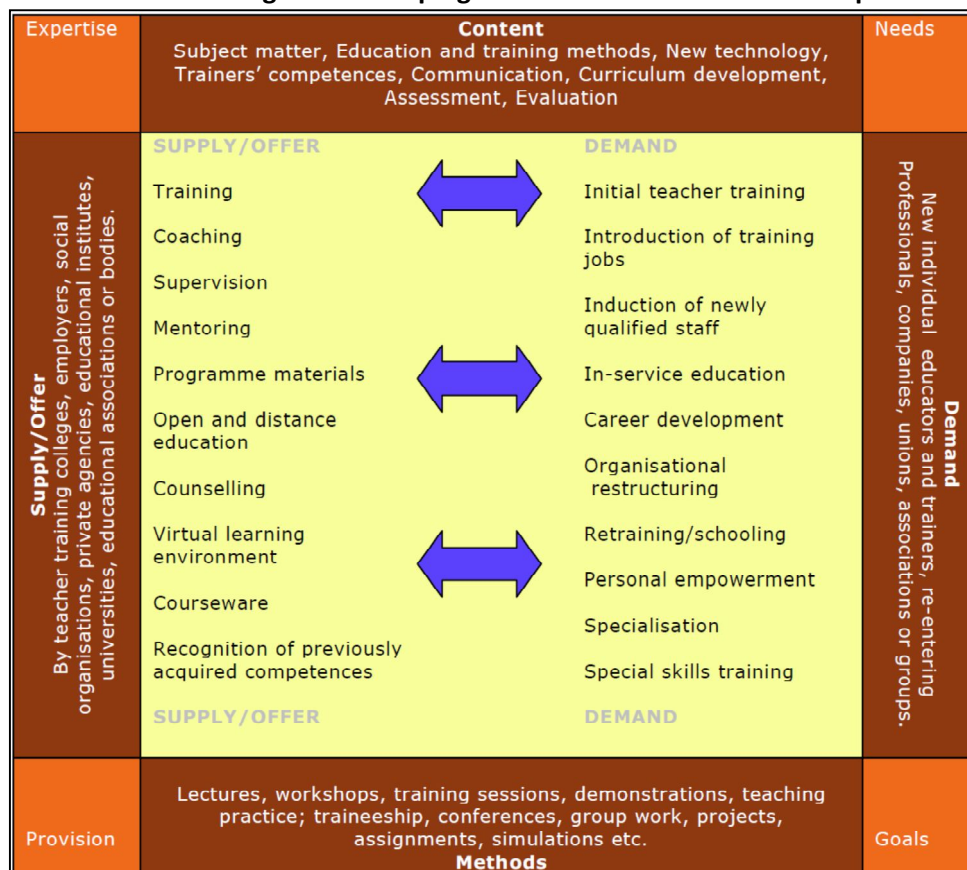 Expertise
Content
Subject matter, Education and training methods, New technology,
Trainers' competences, Communication, Curriculum development,
Assessment, Evaluation
Needs
Supply/Offer
By teacher training colleges, employers, social
organisations, private agencies, educational institutes,
universities, educational associations or bodies.
SUPPLY/OFFER
Training
Coaching
Supervision
Mentoring
Programme materials
Open and distance
education
Counselling
Virtual learning
environment
Courseware
Recognition of previously
acquired competences
SUPPLY/OFFER
DEMAND
Initial teacher training
Introduction of training
jobs
Induction of newly
qualified staff
In-service education
Career development
Organisational
restructuring
Retraining/schooling
Personal empowerment
Specialisation
Special skills training
DEMAND
Demand
New individual educators and trainers, re-entering
Professionals, companies, unions, associations or groups.
Provision
Lectures, workshops, training sessions, demonstrations, teaching
practice; traineeship, conferences, group work, projects,
assignments, simulations etc.
Methods
Goals